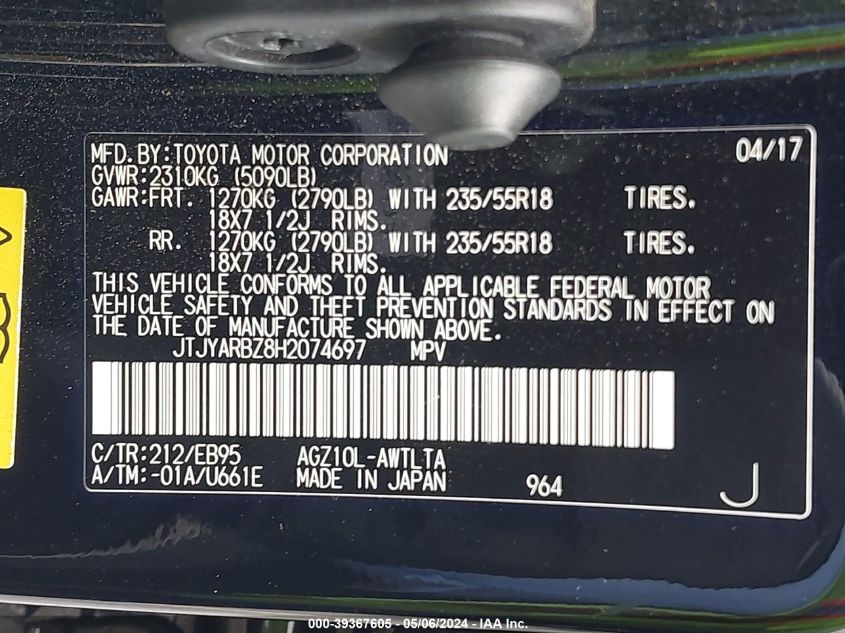 MFD.BY:TOYOTA MOTOR CORPORATION 04/17
GVWR:2310KG (5090LB)
GAWR:FRT. 1270KG (2790LB) WITH 235/55R18 TIRES.
18X7 1/2J RIMS.
RR. 1270KG (2790LB) WITH 235/55R18 TIRES.
18X7 1/2J RIMS.
THIS VEHICLE CONFORMS TO ALL APPLICABLE FEDERAL MOTOR
VEHICLE SAFETY AND THEFT PREVENTION STANDARDS IN EFFECT ON
THE DATE OF MANUFACTURE SHOWN ABOVE.
JTJYARBZ8H2074697 MPV
C/TR:212/EB95 AGZ10L-AWTLTA
A/TM:-01A/U661E MADE IN JAPAN 964 J
000-39367605 - 05/06/2024 - IAA Inc.